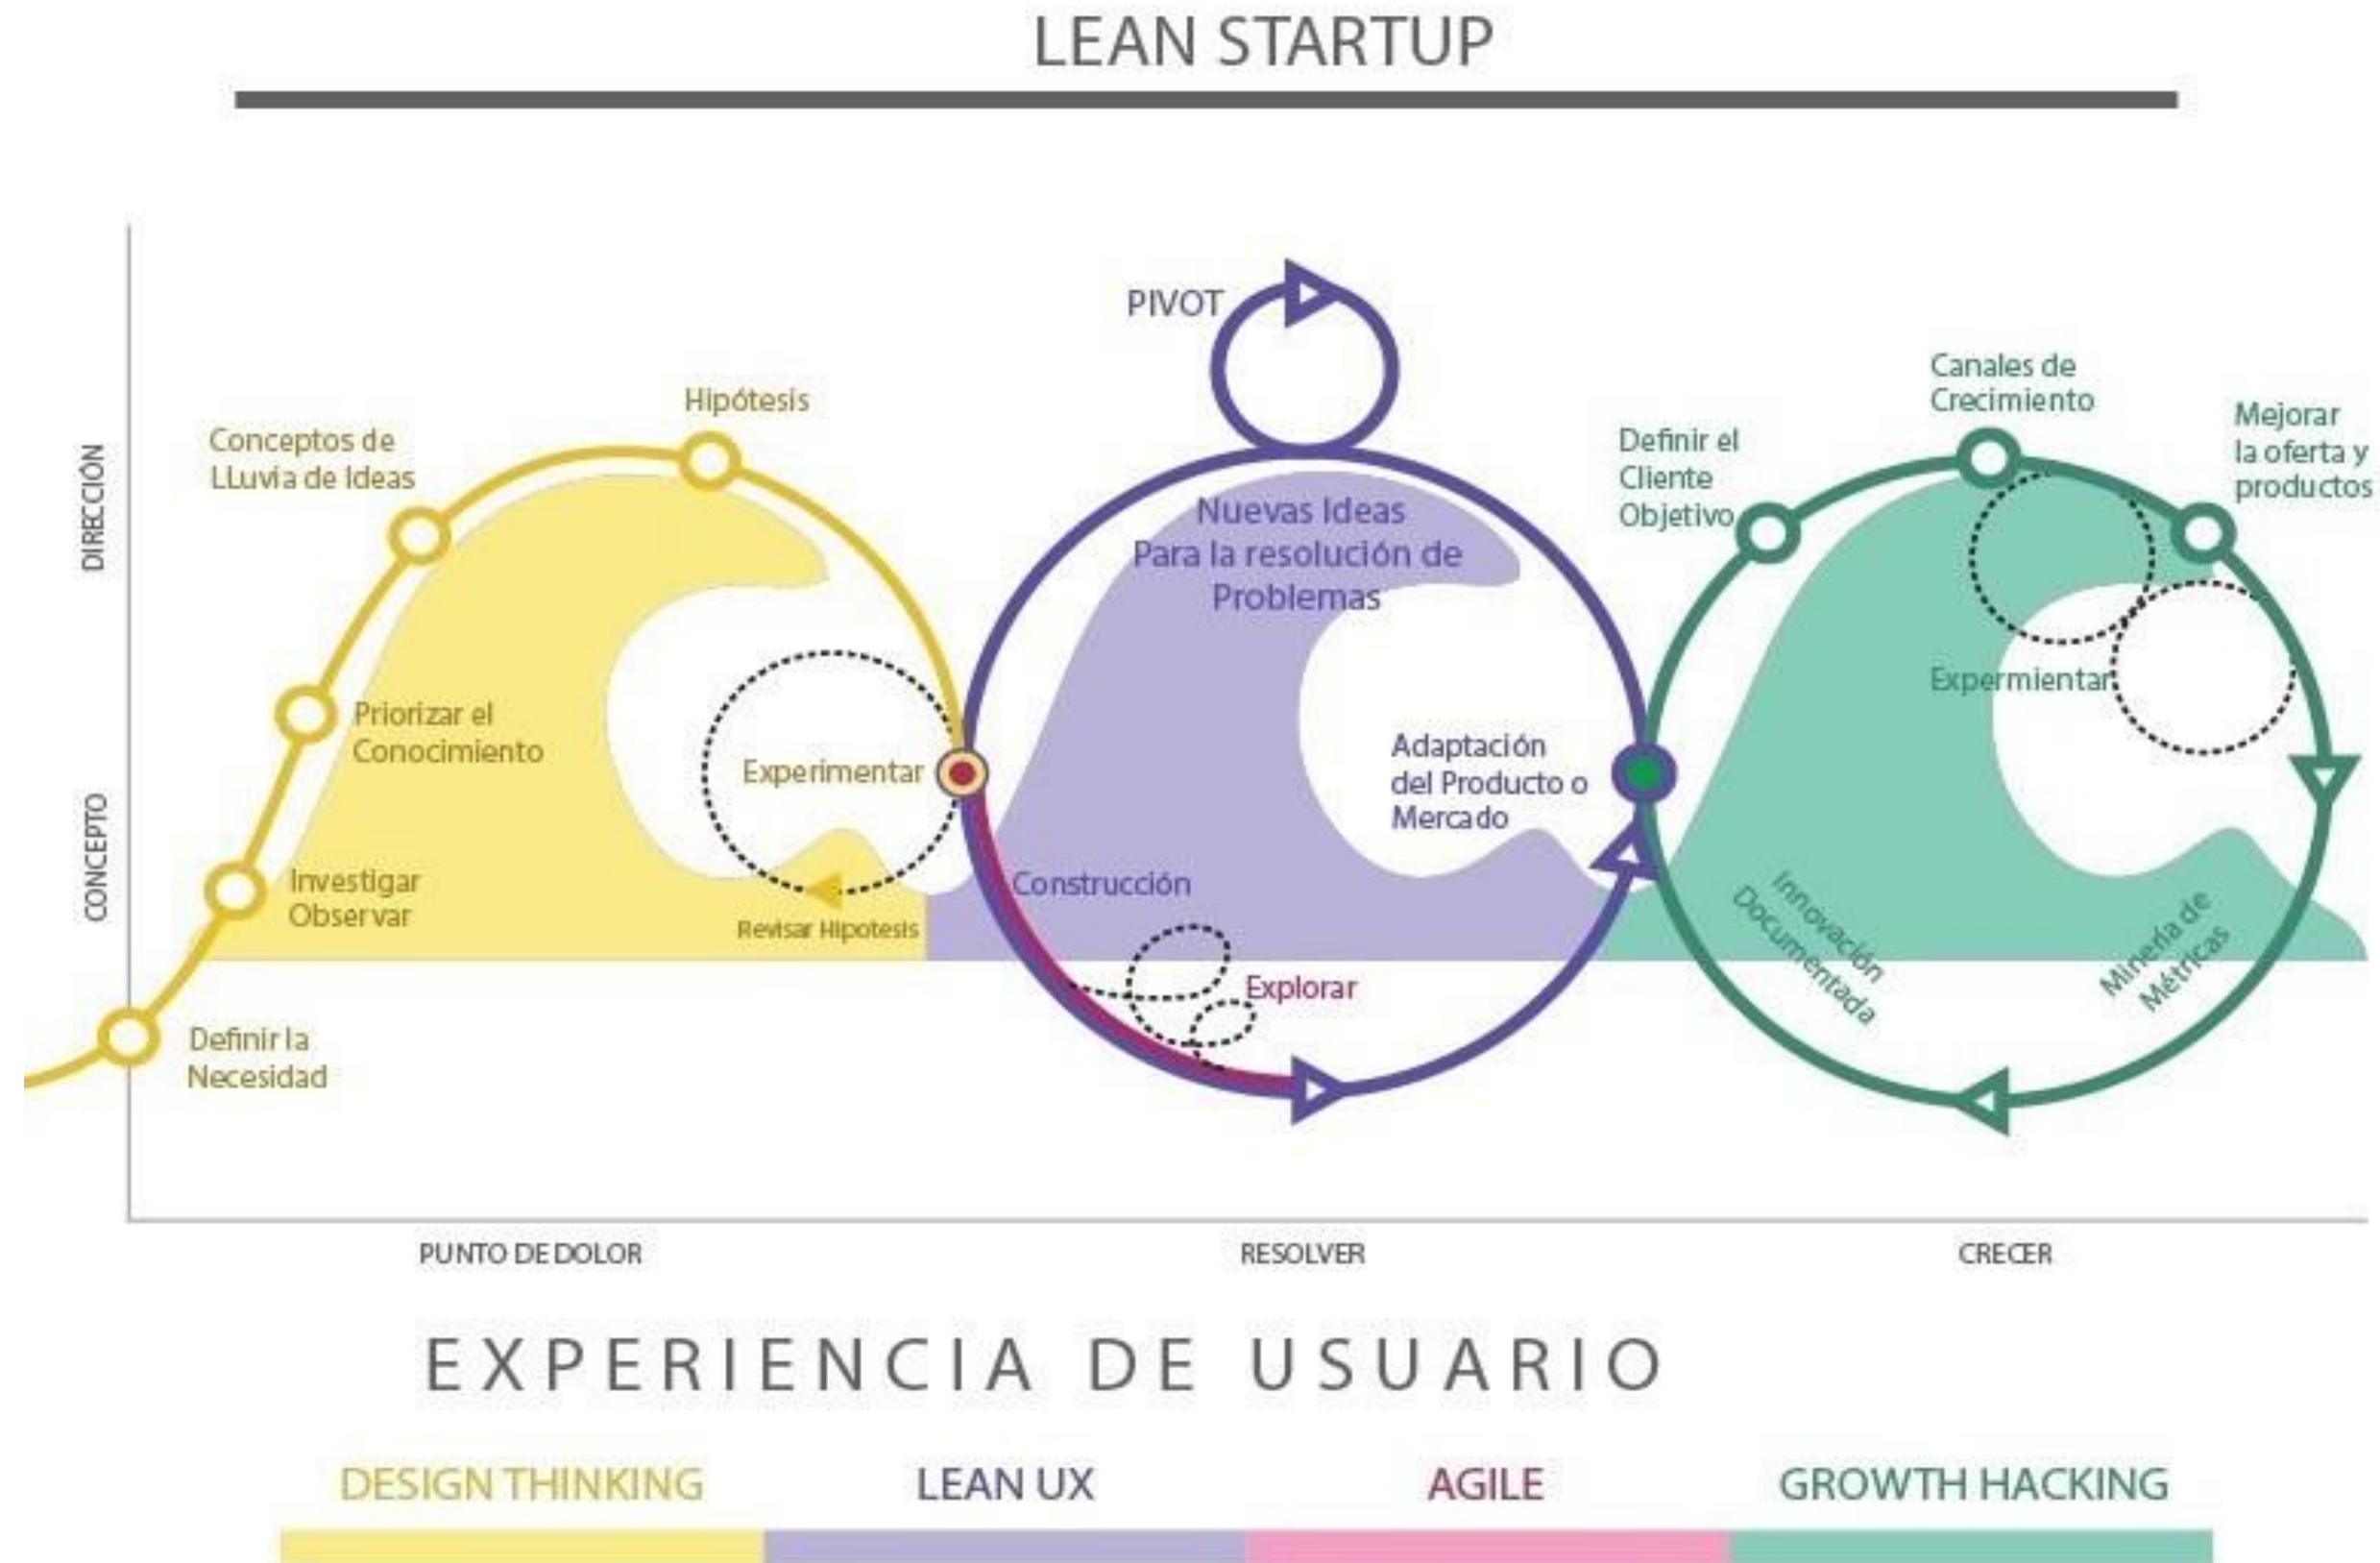 LEAN STARTUP
DIRECCIÓN
CONCEPTO
Definir la
Necesidad
Investigar
Observar
Priorizar el
Conocimiento
Conceptos de
LLuvia de Ideas
Hipótesis
Experimentar
Revisar Hipotesis
PIVOT
Nuevas Ideas
Para la resolución de
Problemas
Construcción
Explorar
Adaptación
del Producto o
Mercado
Definir el
Cliente
Objetivo
Canales de
Crecimiento
Mejorar
la oferta y
productos
Expermientar
Innovación
Documentada
Minería de
Métricas
PUNTO DE DOLOR
RESOLVER
CRECER
EXPERIENCIA DE USUARIO
DESIGN THINKING
LEAN UX
AGILE
GROWTH HACKING